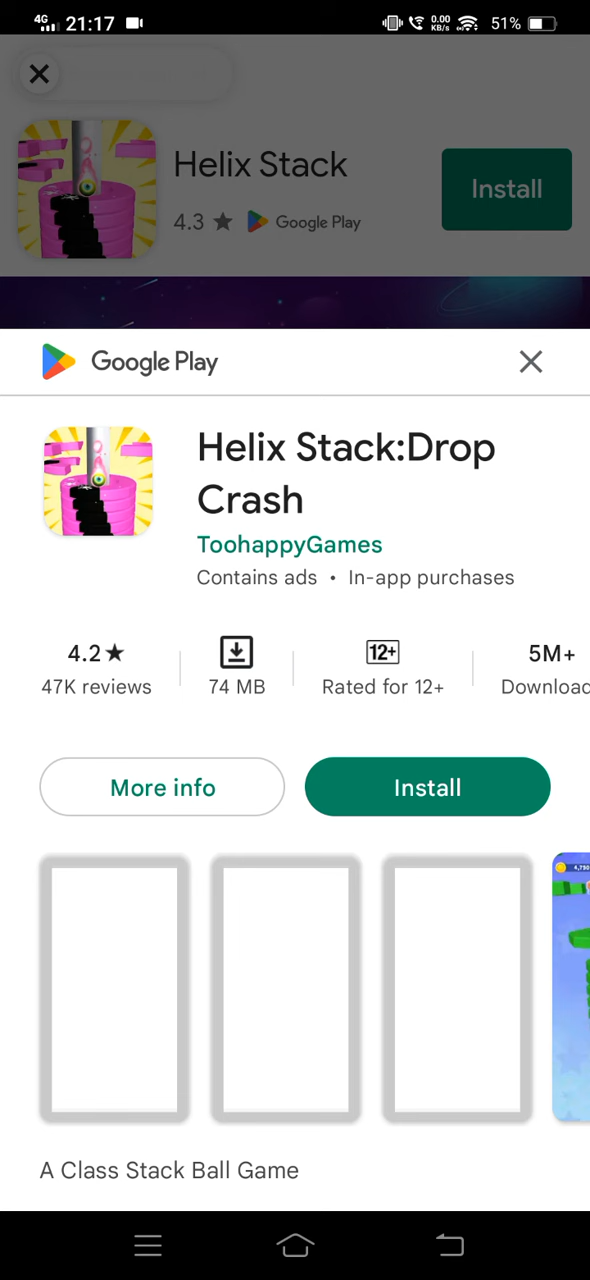 4G 21:17 0.00 KB/s 51%
Helix Stack
Install
4.3 ★ Google Play
Google Play
Helix Stack:Drop
Crash
ToohappyGames
Contains ads • In-app purchases
4.2★ 12+ 5M+
47K reviews 74 MB Rated for 12+ Download
More info Install
4,750
A Class Stack Ball Game